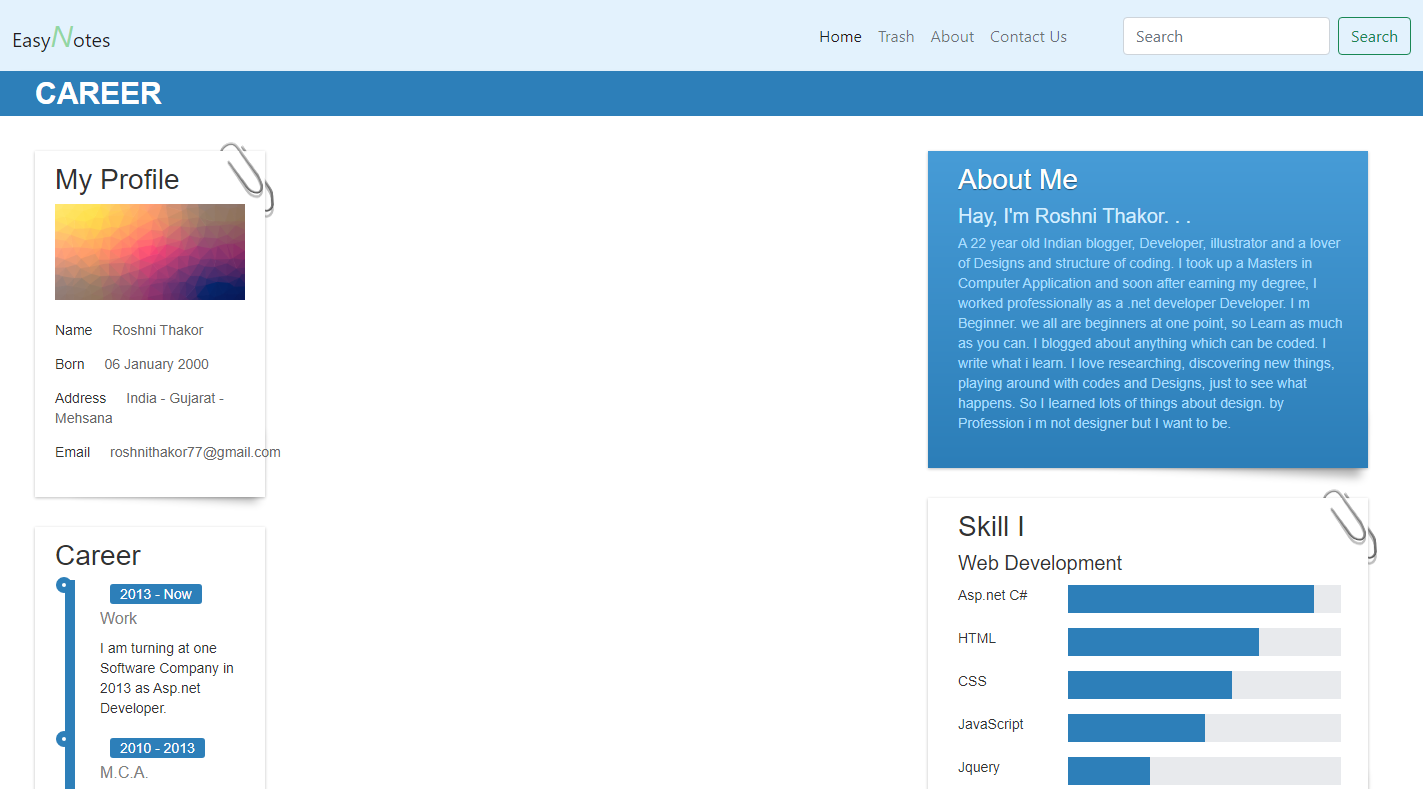 EasyNotes
Home Trash About Contact Us Search Search
CAREER
My Profile
Name Roshni Thakor
Born 06 January 2000
Address India - Gujarat -
Mehsana
Email roshnithakor77@gmail.com
Career
2013 - Now
Work
I am turning at one
Software Company in
2013 as Asp.net
Developer.
2010 - 2013
M.C.A.
About Me
Hay, I'm Roshni Thakor. . .
A 22 year old Indian blogger, Developer, illustrator and a lover
of Designs and structure of coding. I took up a Masters in
Computer Application and soon after earning my degree, I
worked professionally as a .net developer Developer. I m
Beginner. we all are beginners at one point, so Learn as much
as you can. I blogged about anything which can be coded. I
write what i learn. I love researching, discovering new things,
playing around with codes and Designs, just to see what
happens. So I learned lots of things about design. by
Profession i m not designer but I want to be.
Skill I
Web Development
Asp.net C#
HTML
CSS
JavaScript
Jquery